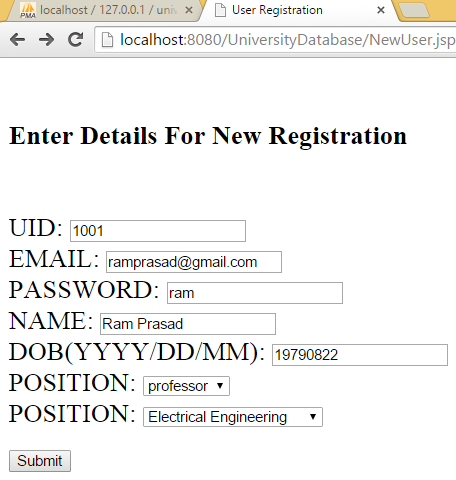 PMA localhost / 127.0.0.1 / univ
User Registration
localhost:8080/UniversityDatabase/NewUser.jsp
Enter Details For New Registration
UID: 1001
EMAIL: ramprasad@gmail.com
PASSWORD: ram
NAME: Ram Prasad
DOB(YYYY/DD/MM): 19790822
POSITION: professor
POSITION: Electrical Engineering
Submit